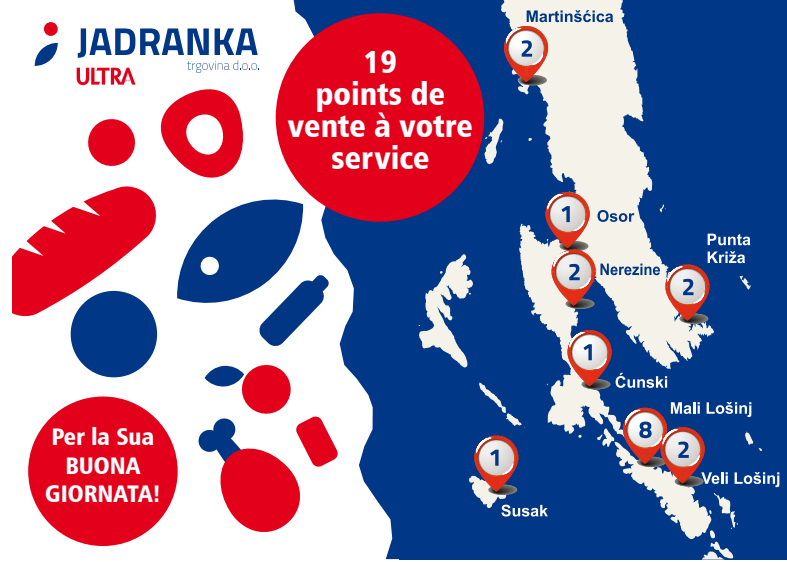 JADRANKA
trgovina d.o.o.
ULTRA
19
points de
vente à votre
service
Per la Sua
BUONA
GIORNATA!
Martinšćica
2
1
Osor
2
Nerezine
Punta
Križa
2
1
Ćunski
Mali Lošinj
8
2
Veli Lošinj
1
Susak